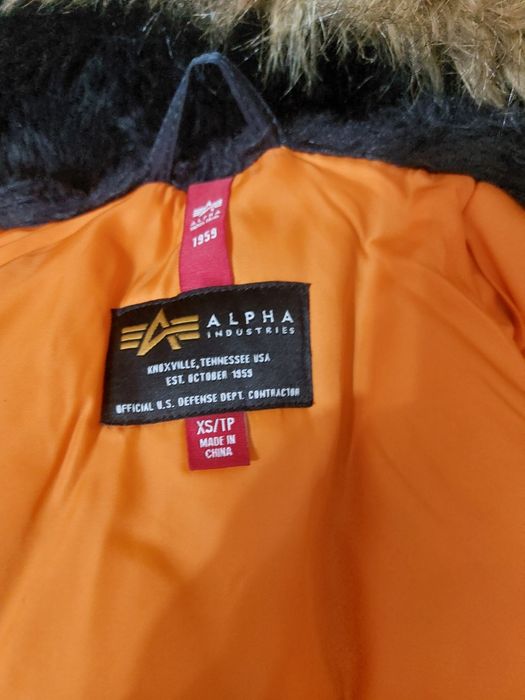 ALPHA
1959
ALPHA
INDUSTRIES
KNOXVILLE, TENNESSEE USA
EST. OCTOBER 1959
OFFICIAL U.S. DEFENSE DEPT. CONTRACTOR
XS/TP
MADE IN
CHINA